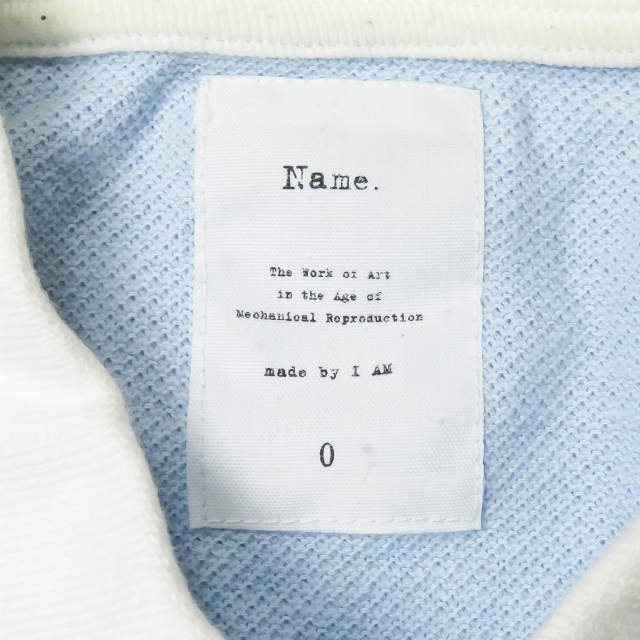 Name.
The Work of Art
in the Age of
Mechanical Reproduction
made by I AM
0